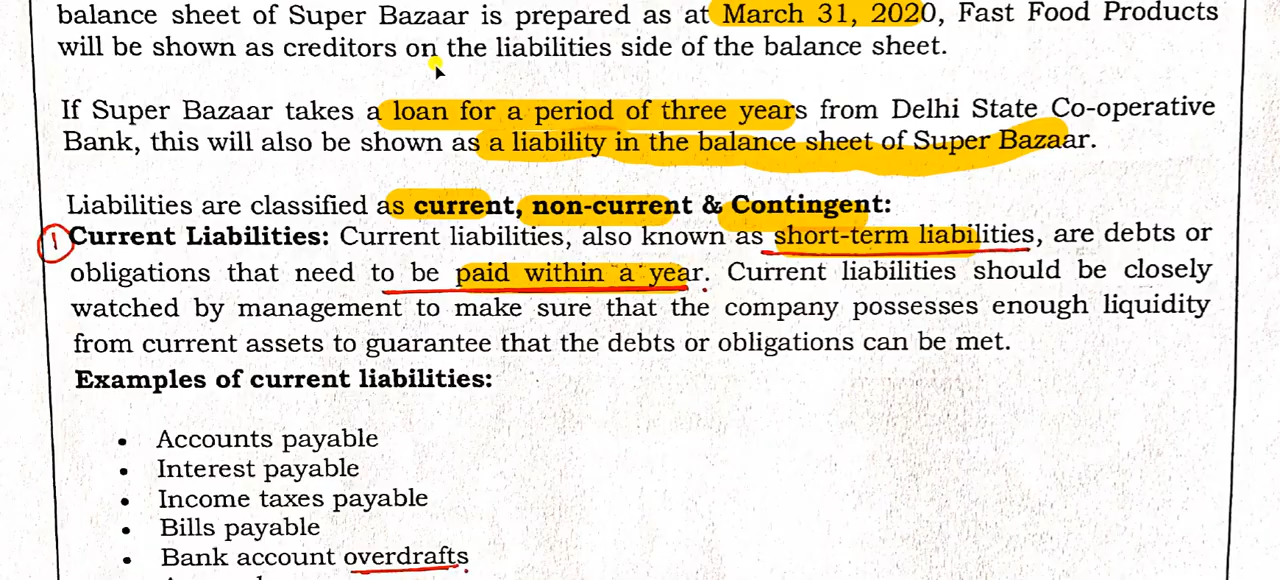 balance sheet of Super Bazaar is prepared as at March 31, 2020, Fast Food Products
will be shown as creditors on the liabilities side of the balance sheet.
If Super Bazaar takes a loan for a period of three years from Delhi State Co-operative
Bank, this will also be shown as a liability in the balance sheet of Super Bazaar.
Liabilities are classified as current, non-current & Contingent:
1 Current Liabilities: Current liabilities, also known as short-term liabilities, are debts or
obligations that need to be paid within a year. Current liabilities should be closely
watched by management to make sure that the company possesses enough liquidity
from current assets to guarantee that the debts or obligations can be met.
Examples of current liabilities:
• Accounts payable
• Interest payable
• Income taxes payable
• Bills payable
• Bank account overdrafts